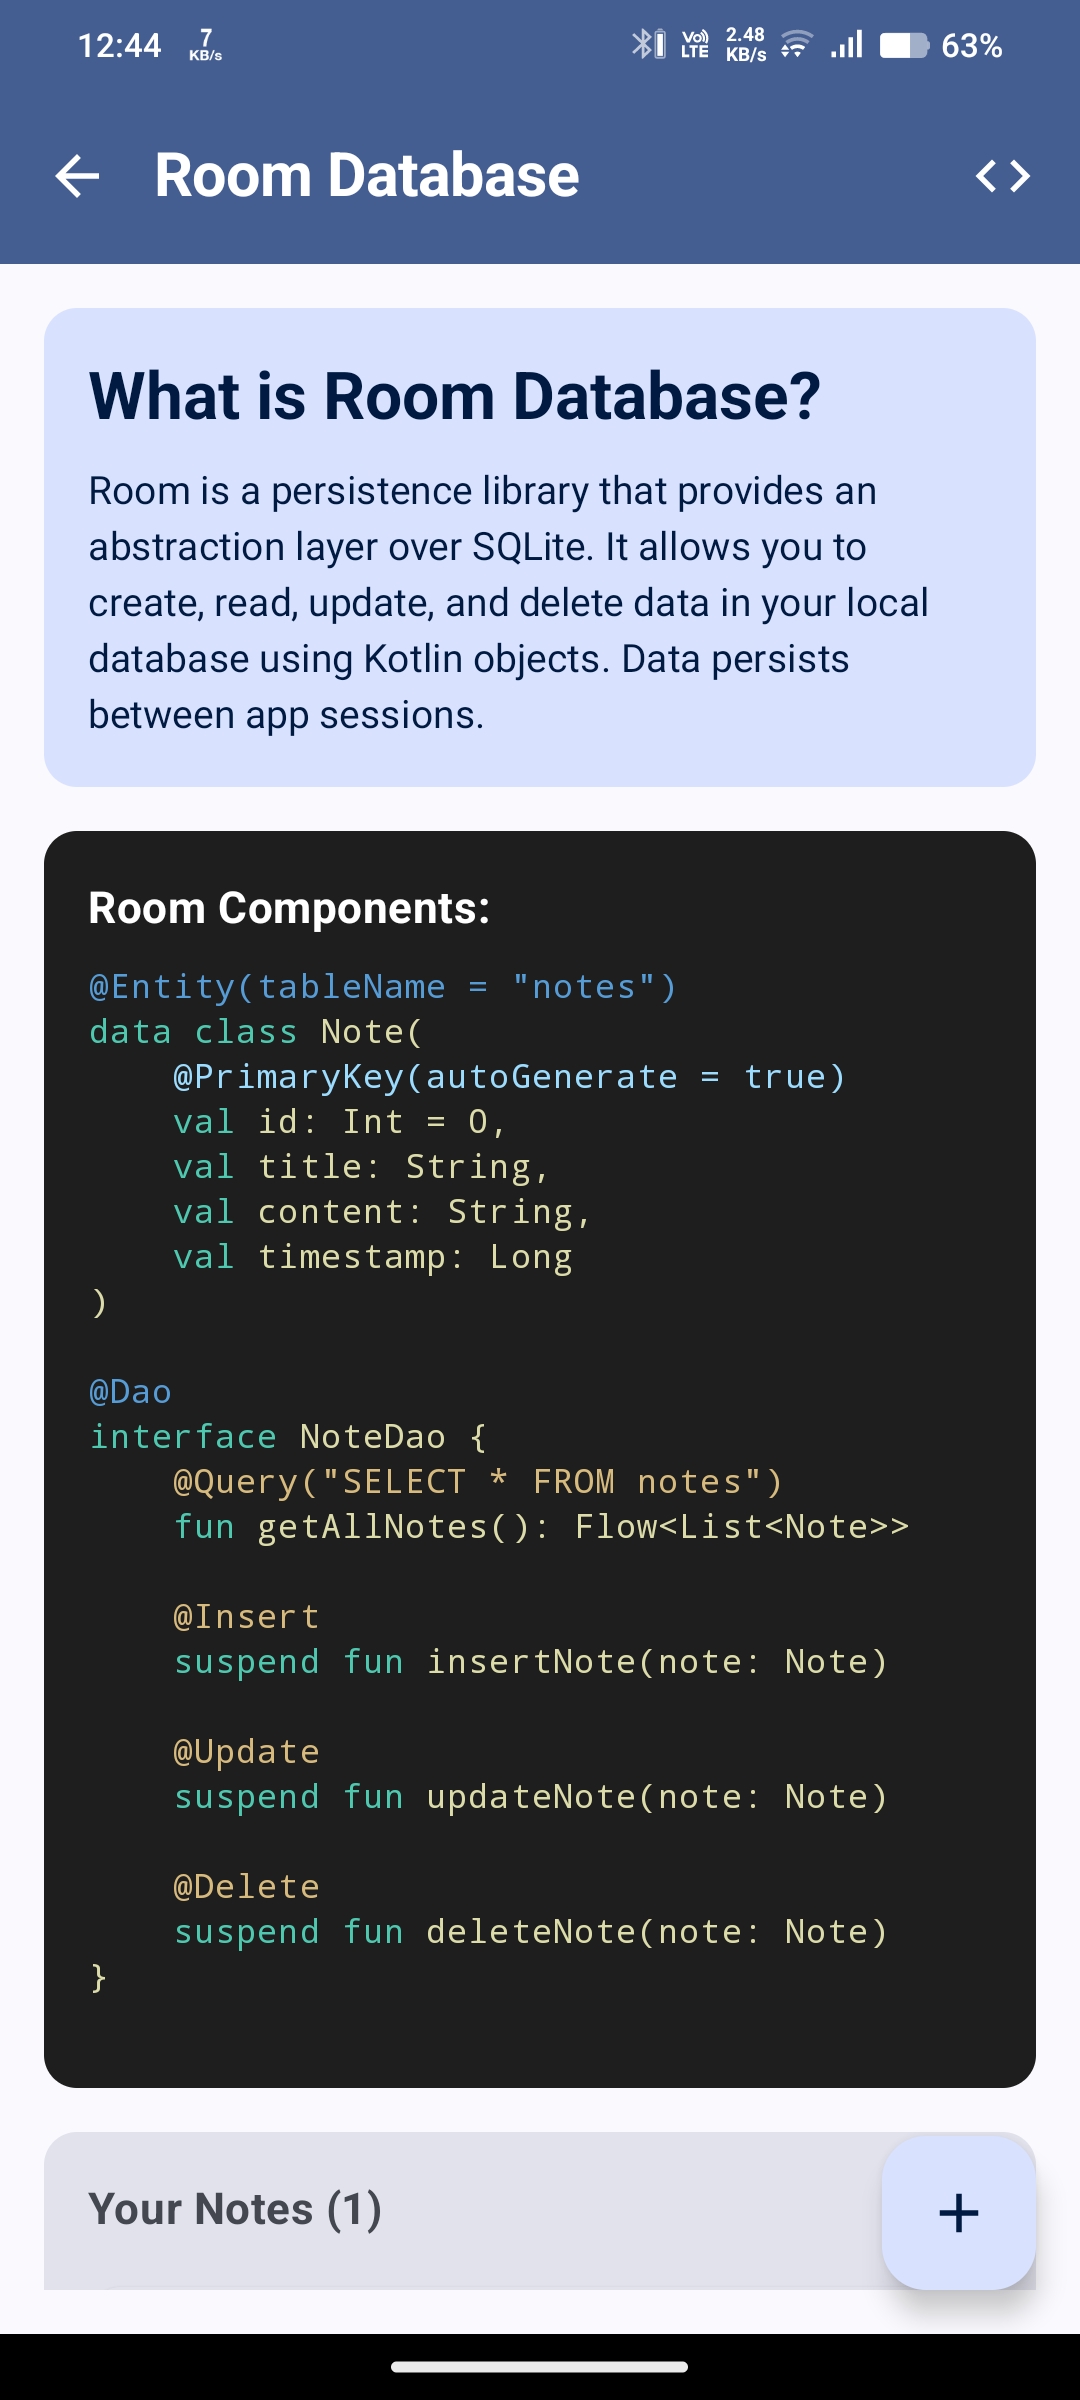 12:44 7 KB/s Vo) LTE 2.48 KB/s 63%
Room Database
What is Room Database?
Room is a persistence library that provides an
abstraction layer over SQLite. It allows you to
create, read, update, and delete data in your local
database using Kotlin objects. Data persists
between app sessions.
Room Components:
@Entity(tableName = "notes")
data class Note(
    @PrimaryKey(autoGenerate = true)
    val id: Int = 0,
    val title: String,
    val content: String,
    val timestamp: Long
)
@Dao
interface NoteDao {
    @Query("SELECT * FROM notes")
    fun getAllNotes(): Flow<List<Note>>
    @Insert
    suspend fun insertNote(note: Note)
    @Update
    suspend fun updateNote(note: Note)
    @Delete
    suspend fun deleteNote(note: Note)
}
Your Notes (1)